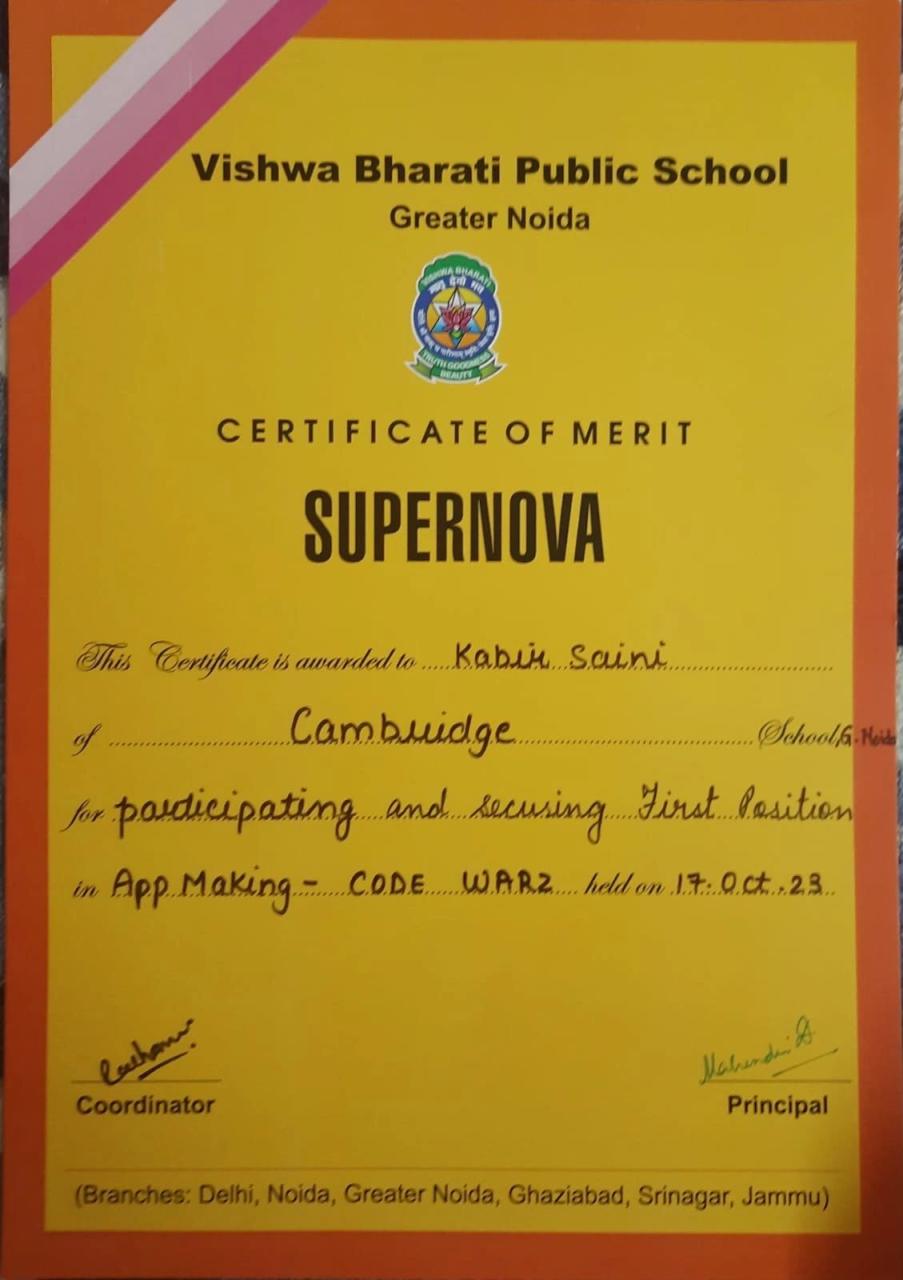 Vishwa Bharati Public School
Greater Noida
VISHWA BHARATI
TRUTH GOODNESS
BEAUTY
CERTIFICATE OF MERIT
SUPERNOVA
This Certificate is awarded to ..... Kabir Saini
of Cambridge School, G. Noida
for participating and securing First Position
in App Making - CODE WARZ held on 17. Oct. 23
Coordinator
Principal
(Branches: Delhi, Noida, Greater Noida, Ghaziabad, Srinagar, Jammu)